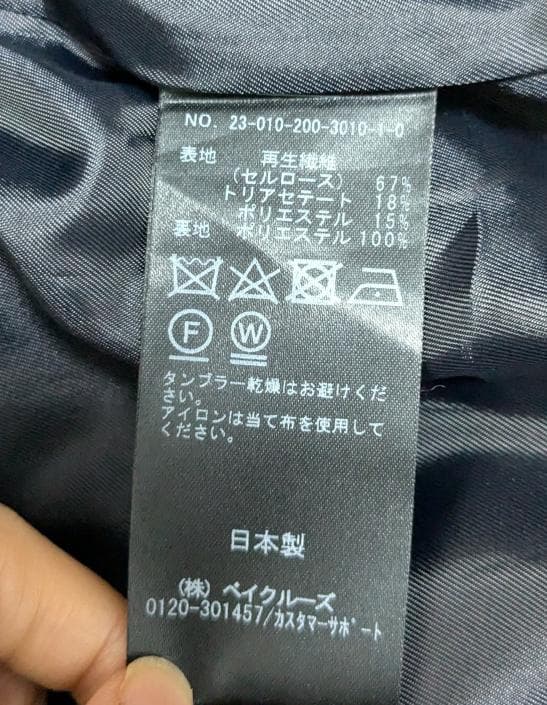 NO. 23-010-200-3010-1-0
表地 再生繊維
(セルロース) 67%
トリアセテート 18%
ポリエステル 15%
裏地 ポリエステル 100%
F W
タンブラー乾燥はお避けくだ
さい。
アイロンは当て布を使用して
ください。
日本製
(株) ベイクルーズ
0120-301457/カスタマーサポート